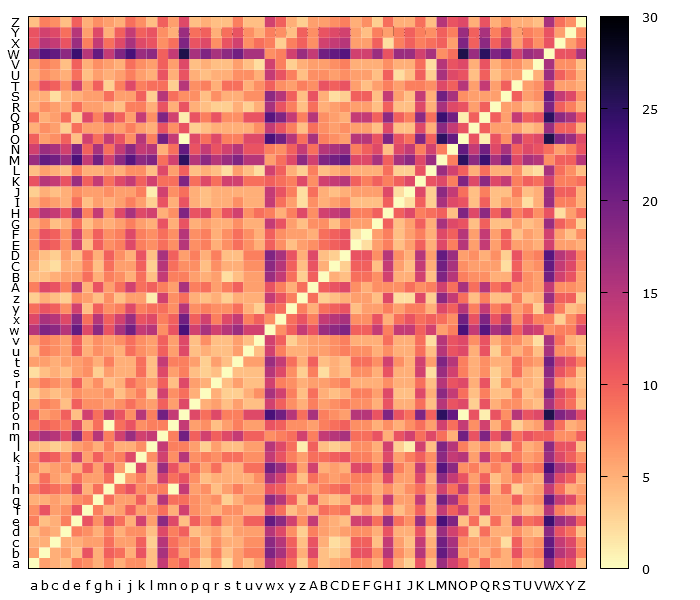 Z
Y
X
W
V
U
T
S
R
Q
P
O
N
M
L
K
J
I
H
G
F
E
D
C
B
A
z
y
x
w
v
u
t
s
r
q
p
o
n
m
l
k
j
i
h
g
f
e
d
c
b
a
a b c d e f g h i j k l m n o p q r s t u v w x y z A B C D E F G H I J K L M N O P Q R S T U V W X Y Z
30
25
20
15
10
5
0